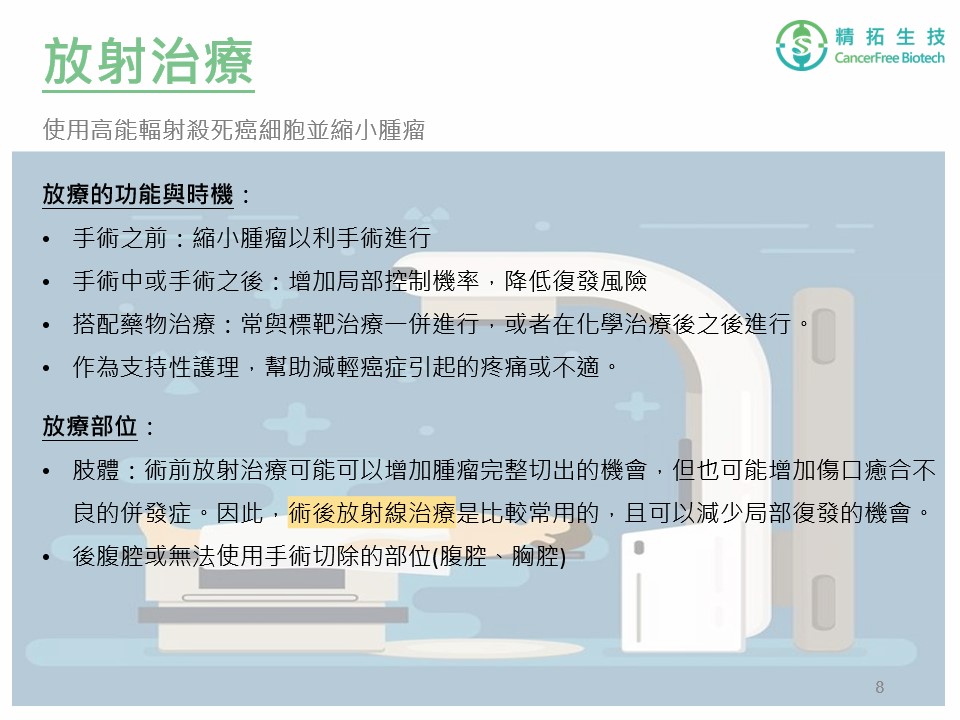 放射治療
精拓生技
CancerFree Biotech
使用高能輻射殺死癌細胞並縮小腫瘤
放療的功能與時機：
• 手術之前：縮小腫瘤以利手術進行
• 手術中或手術之後：增加局部控制機率，降低復發風險
• 搭配藥物治療：常與標靶治療一併進行，或者在化學治療後之後進行。
• 作為支持性護理，幫助減輕癌症引起的疼痛或不適。
放療部位：
• 肢體：術前放射治療可能可以增加腫瘤完整切出的機會，但也可能增加傷口癒合不
良的併發症。因此，術後放射線治療是比較常用的，且可以減少局部復發的機會。
• 後腹腔或無法使用手術切除的部位(腹腔、胸腔)
8